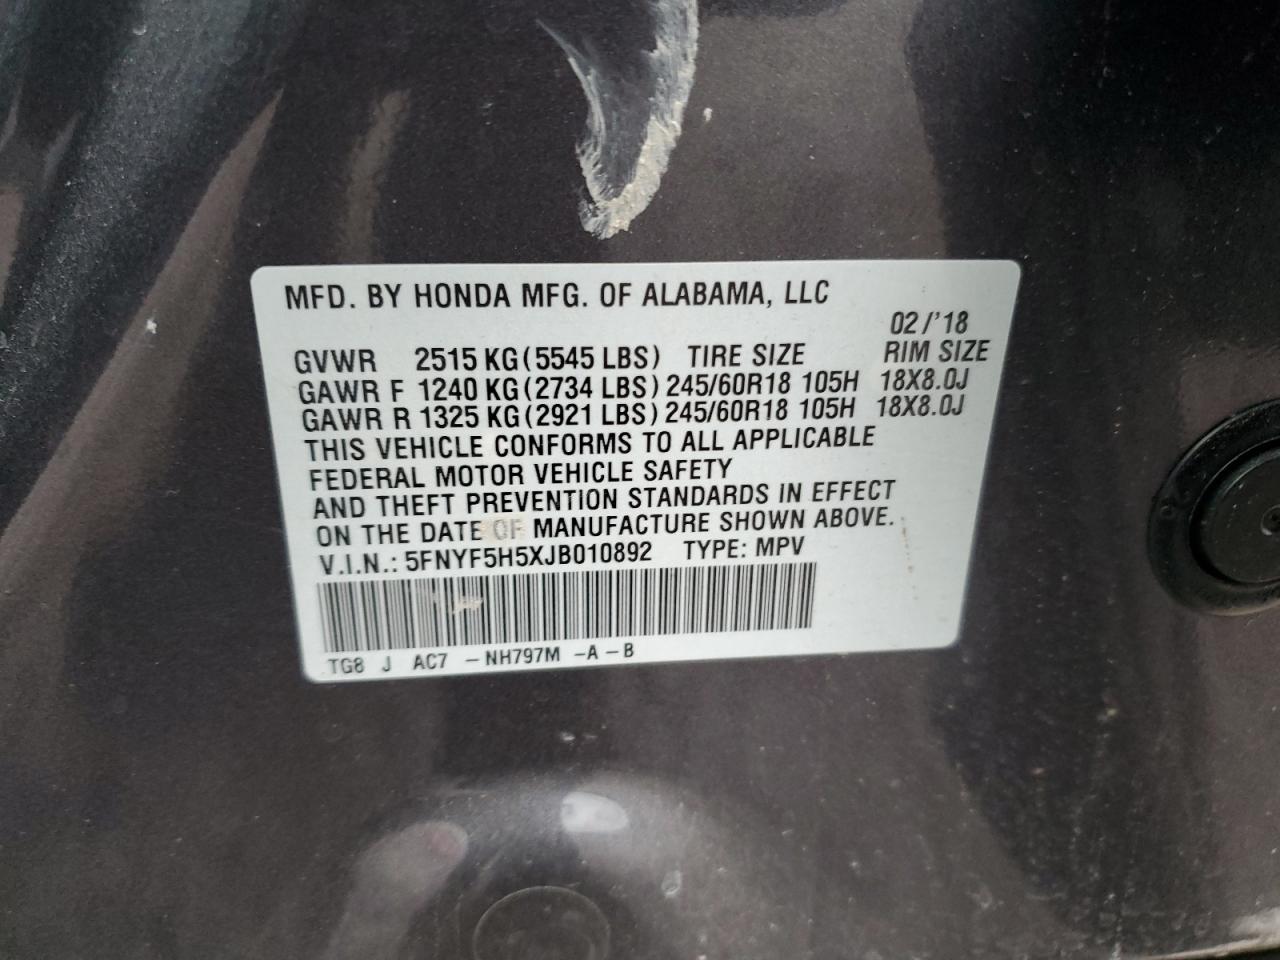 MFD. BY HONDA MFG. OF ALABAMA, LLC
02/'18
GVWR 2515 KG (5545 LBS) TIRE SIZE RIM SIZE
GAWR F 1240 KG (2734 LBS) 245/60R18 105H 18X8.0J
GAWR R 1325 KG (2921 LBS) 245/60R18 105H 18X8.0J
THIS VEHICLE CONFORMS TO ALL APPLICABLE
FEDERAL MOTOR VEHICLE SAFETY
AND THEFT PREVENTION STANDARDS IN EFFECT
ON THE DATE OF MANUFACTURE SHOWN ABOVE.
V.I.N.: 5FNYF5H5XJB010892 TYPE: MPV
TG8 J AC7 -NH797M -A-B